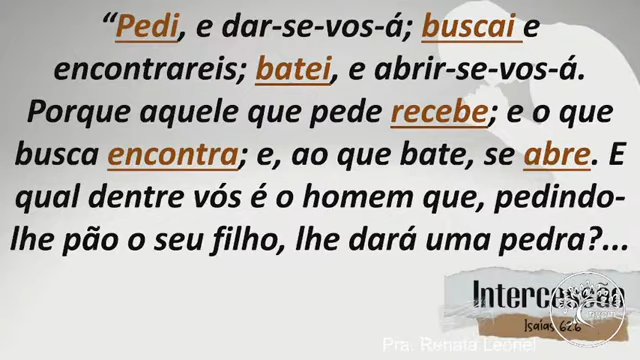 “Pedi, e dar-se-vos-á; buscai e
encontrareis; batei, e abrir-se-vos-á.
Porque aquele que pede recebe; e o que
busca encontra; e, ao que bate, se abre. E
qual dentre vós é o homem que, pedindo-
lhe pão o seu filho, lhe dará uma pedra?...
Intercessão
Isaías 62:6
Pra. Renata Leonel